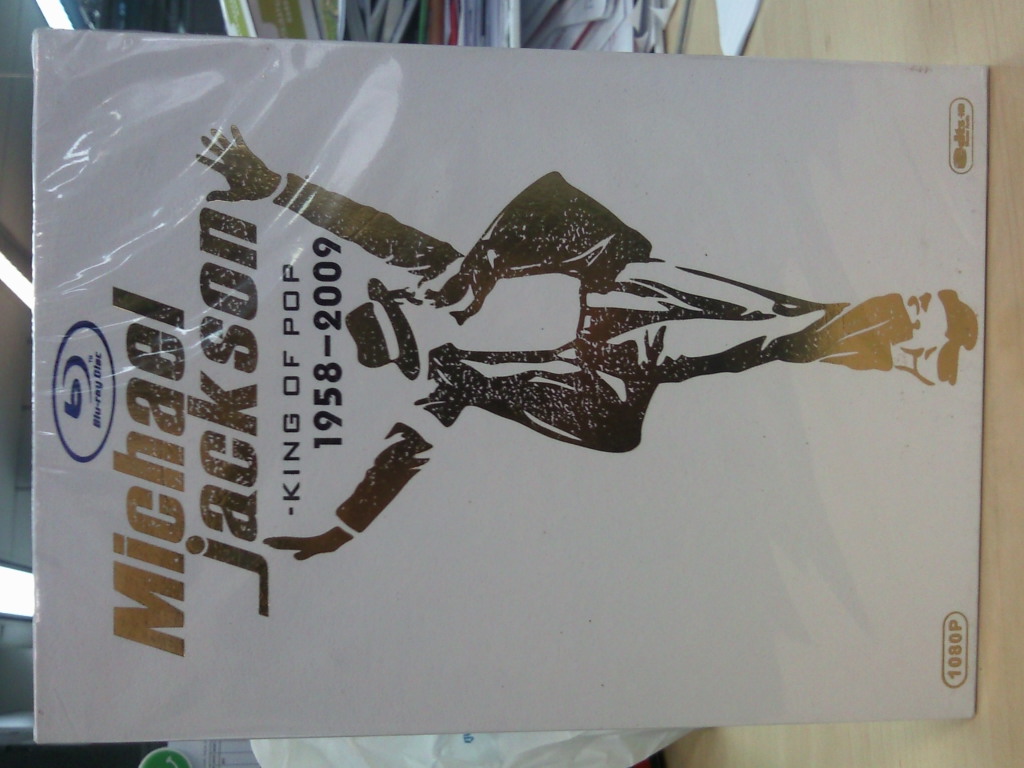 Blu-ray Disc
Michael
jackson
-KING OF POP
1958-2009
1080P